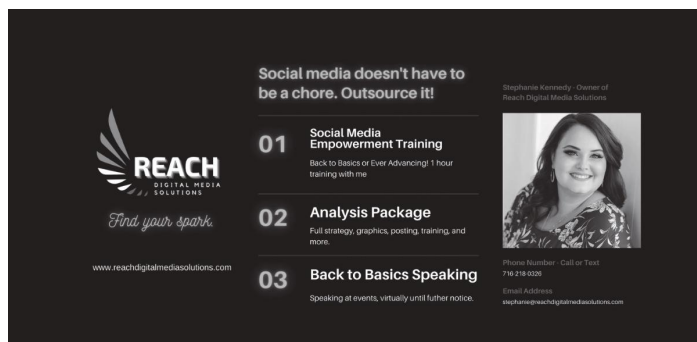 REACH
DIGITAL MEDIA
SOLUTIONS
Find your spark.
www.reachdigitalmediasolutions.com
Social media doesn't have to
be a chore. Outsource it!
01
Social Media
Empowerment Training
Back to Basics or Ever Advancing! 1 hour
training with me
02
Analysis Package
Full strategy, graphics, posting, training, and
more.
03
Back to Basics Speaking
Speaking at events, virtually until futher notice.
Stephanie Kennedy - Owner of
Reach Digital Media Solutions
Phone Number - Call or Text
716-218-0326
Email Address
stephanie@reachdigitalmediasolutions.com